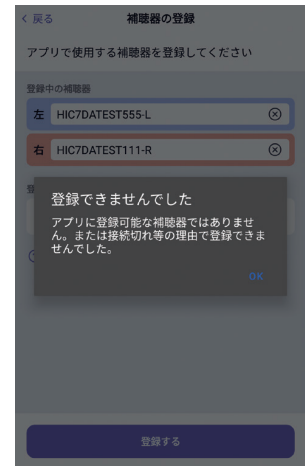 < 戻る
補聴器の登録
アプリで使用する補聴器を登録してください
登録中の補聴器
左 HIC7DATEST555-L
右 HIC7DATEST111-R
登
登録できませんでした
アプリに登録可能な補聴器ではありませ
ん。または接続切れ等の理由で登録できま
せんでした。
OK
登録する